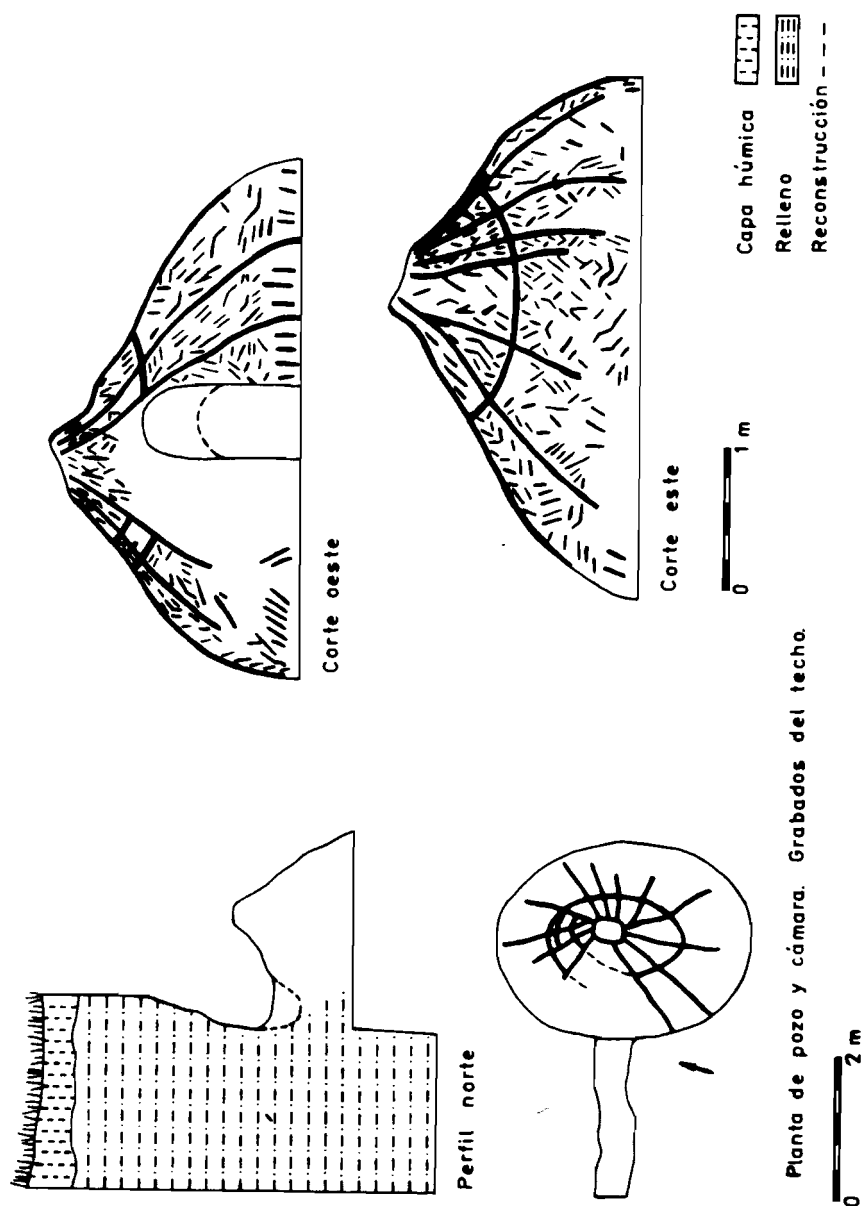 Perfil norte
Corte oeste
Planta de pozo y cámara. Grabados del techo.
Corte este
0 2 m
0 1 m
Capa húmica
Relleno
Reconstrucción